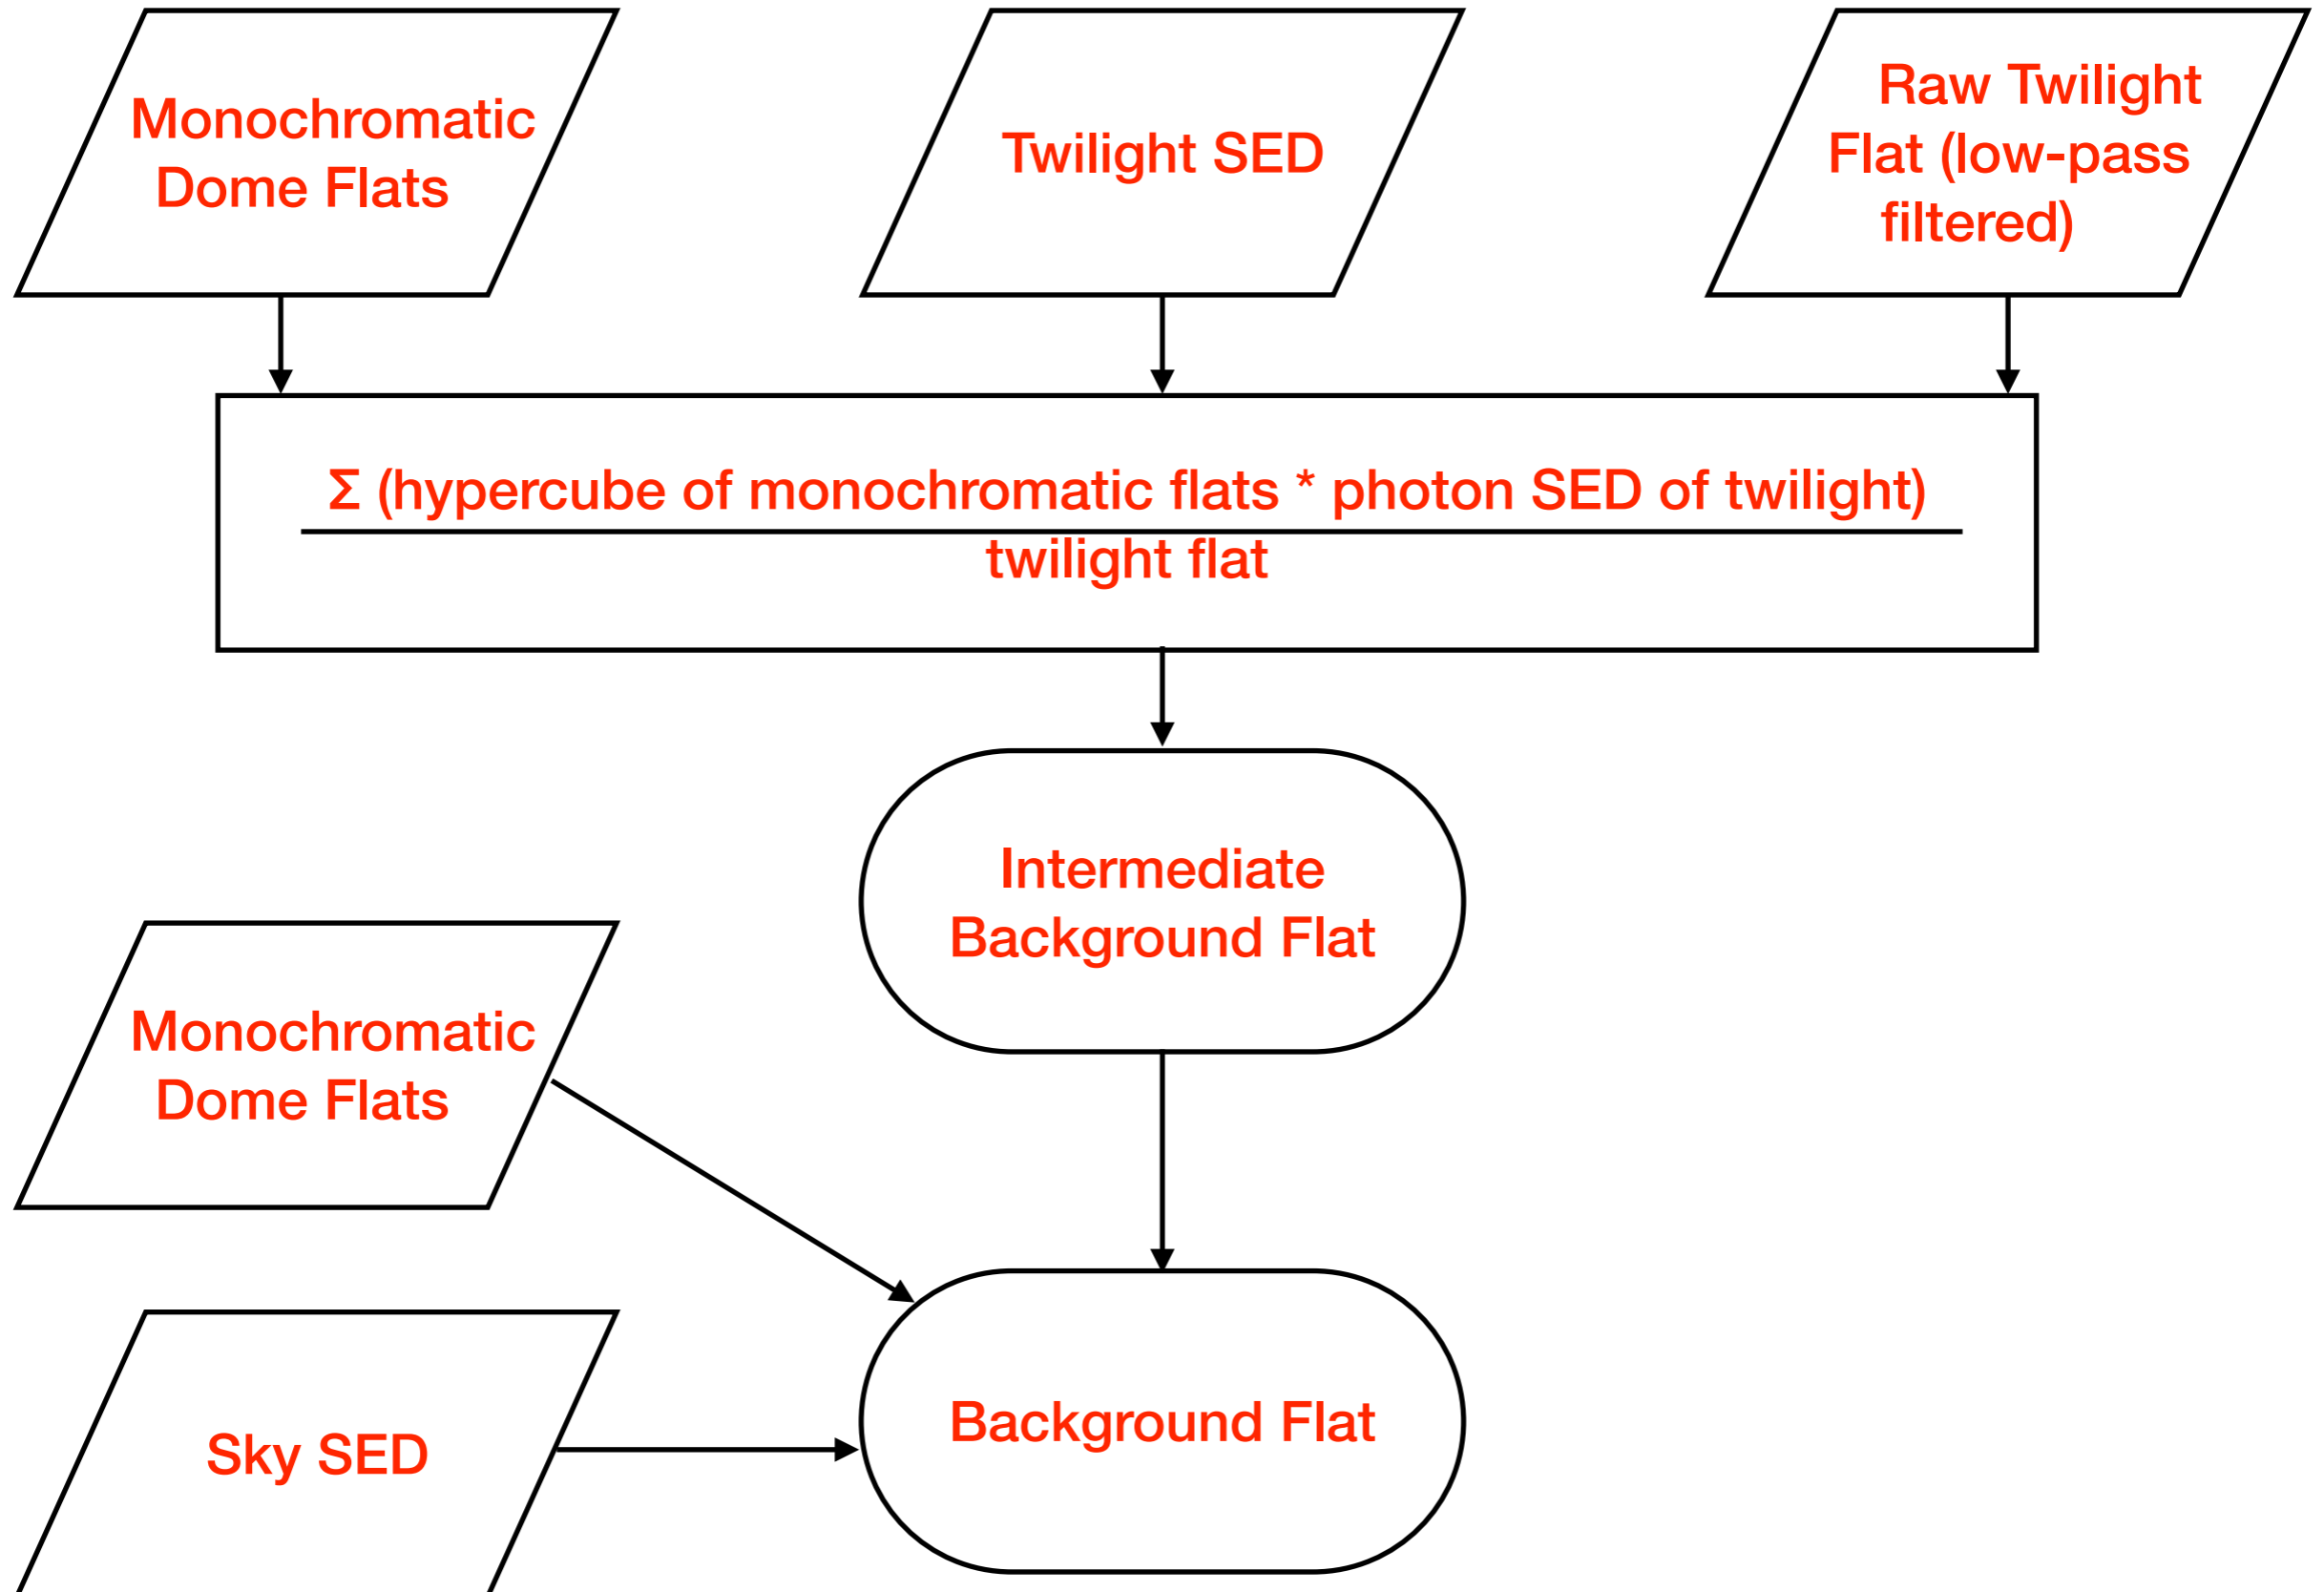 Monochromatic
Dome Flats
Twilight SED
Raw Twilight
Flat (low-pass
filtered)
Σ (hypercube of monochromatic flats * photon SED of twilight)
twilight flat
Intermediate
Background Flat
Monochromatic
Dome Flats
Sky SED
Background Flat